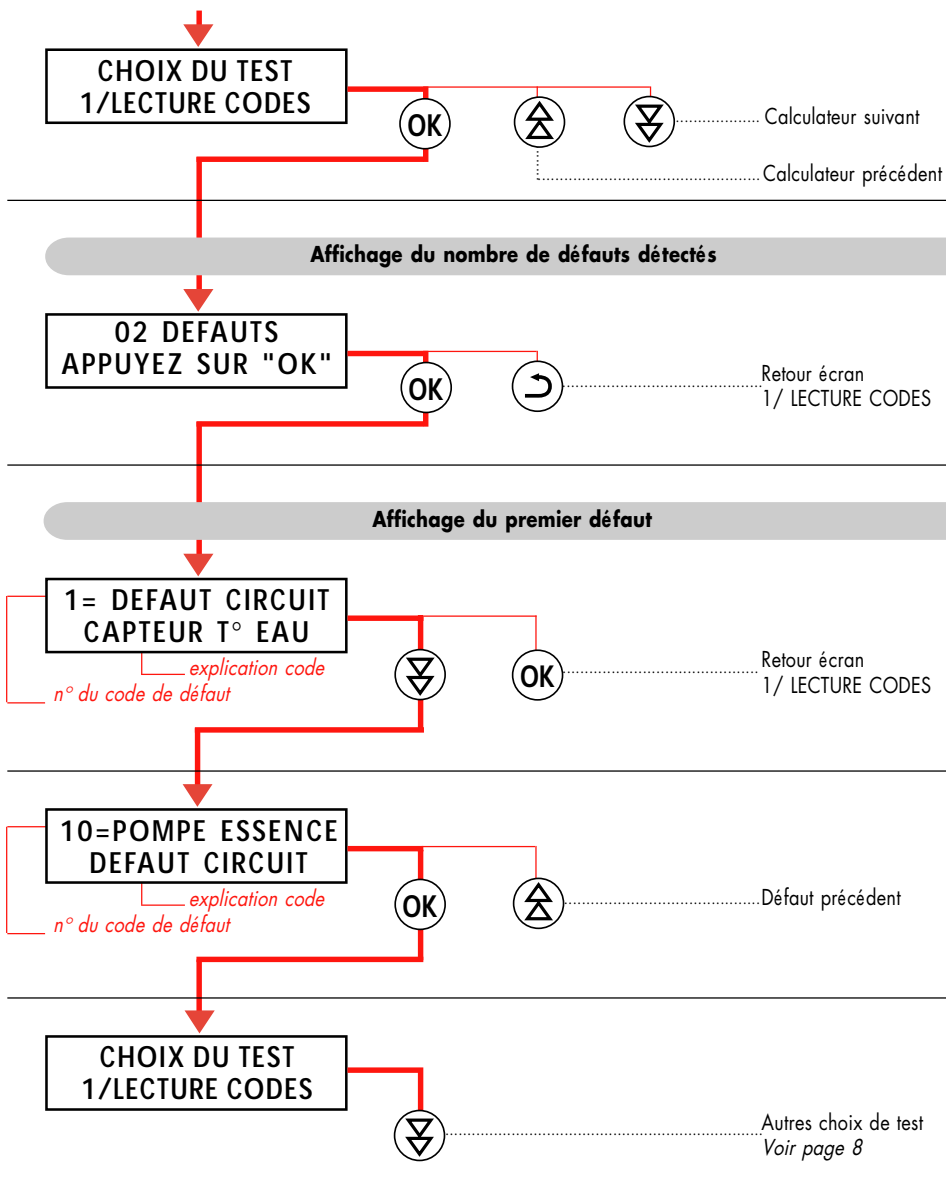 CHOIX DU TEST
1/LECTURE CODES
OK
Calculateur suivant
Calculateur précédent
Affichage du nombre de défauts détectés
02 DEFAUTS
APPUYEZ SUR "OK"
OK
Retour écran
1/ LECTURE CODES
Affichage du premier défaut
1= DEFAUT CIRCUIT
CAPTEUR T° EAU
explication code
n° du code de défaut
OK
Retour écran
1/ LECTURE CODES
10=POMPE ESSENCE
DEFAUT CIRCUIT
explication code
n° du code de défaut
OK
Défaut précédent
CHOIX DU TEST
1/LECTURE CODES
Autres choix de test
Voir page 8